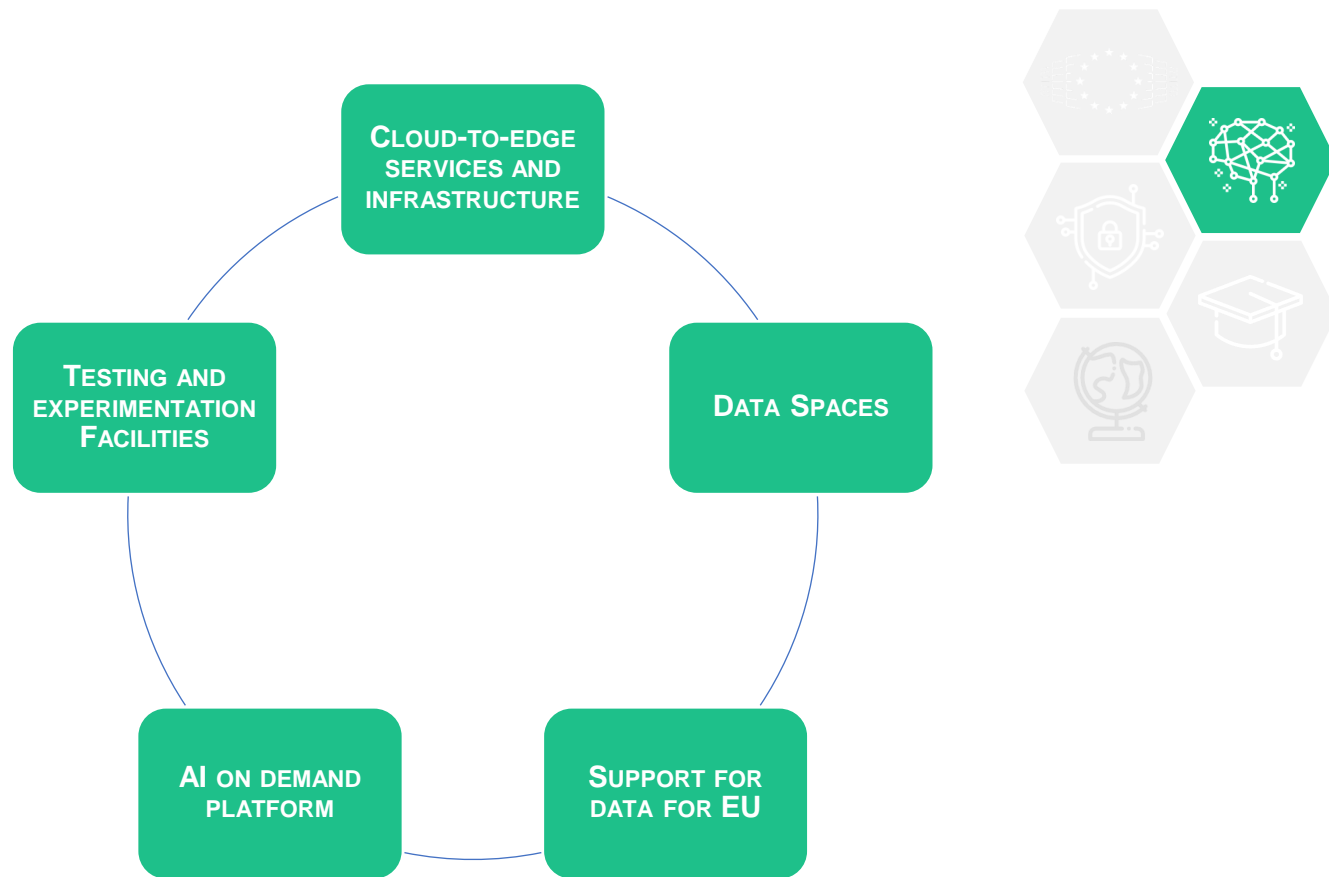 Cloud-to-edge
services and
infrastructure
Data Spaces
Support for
data for EU
AI on demand
platform
Testing and
experimentation
Facilities